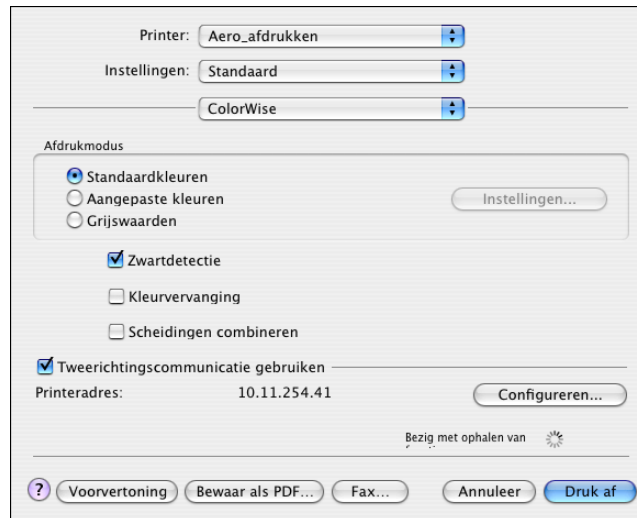 Printer: Aero_afdrukken
Instellingen: Standaard
ColorWise
Afdrukmodus
Standaardkleuren
Aangepaste kleuren
Instellingen...
Grijswaarden
Zwartdetectie
Kleurvervanging
Scheidingen combineren
Tweerichtingscommunicatie gebruiken
Printeradres: 10.11.254.41
Configureren...
Bezig met ophalen van
? Voorvertoning Bewaar als PDF... Fax... Annuleer Druk af